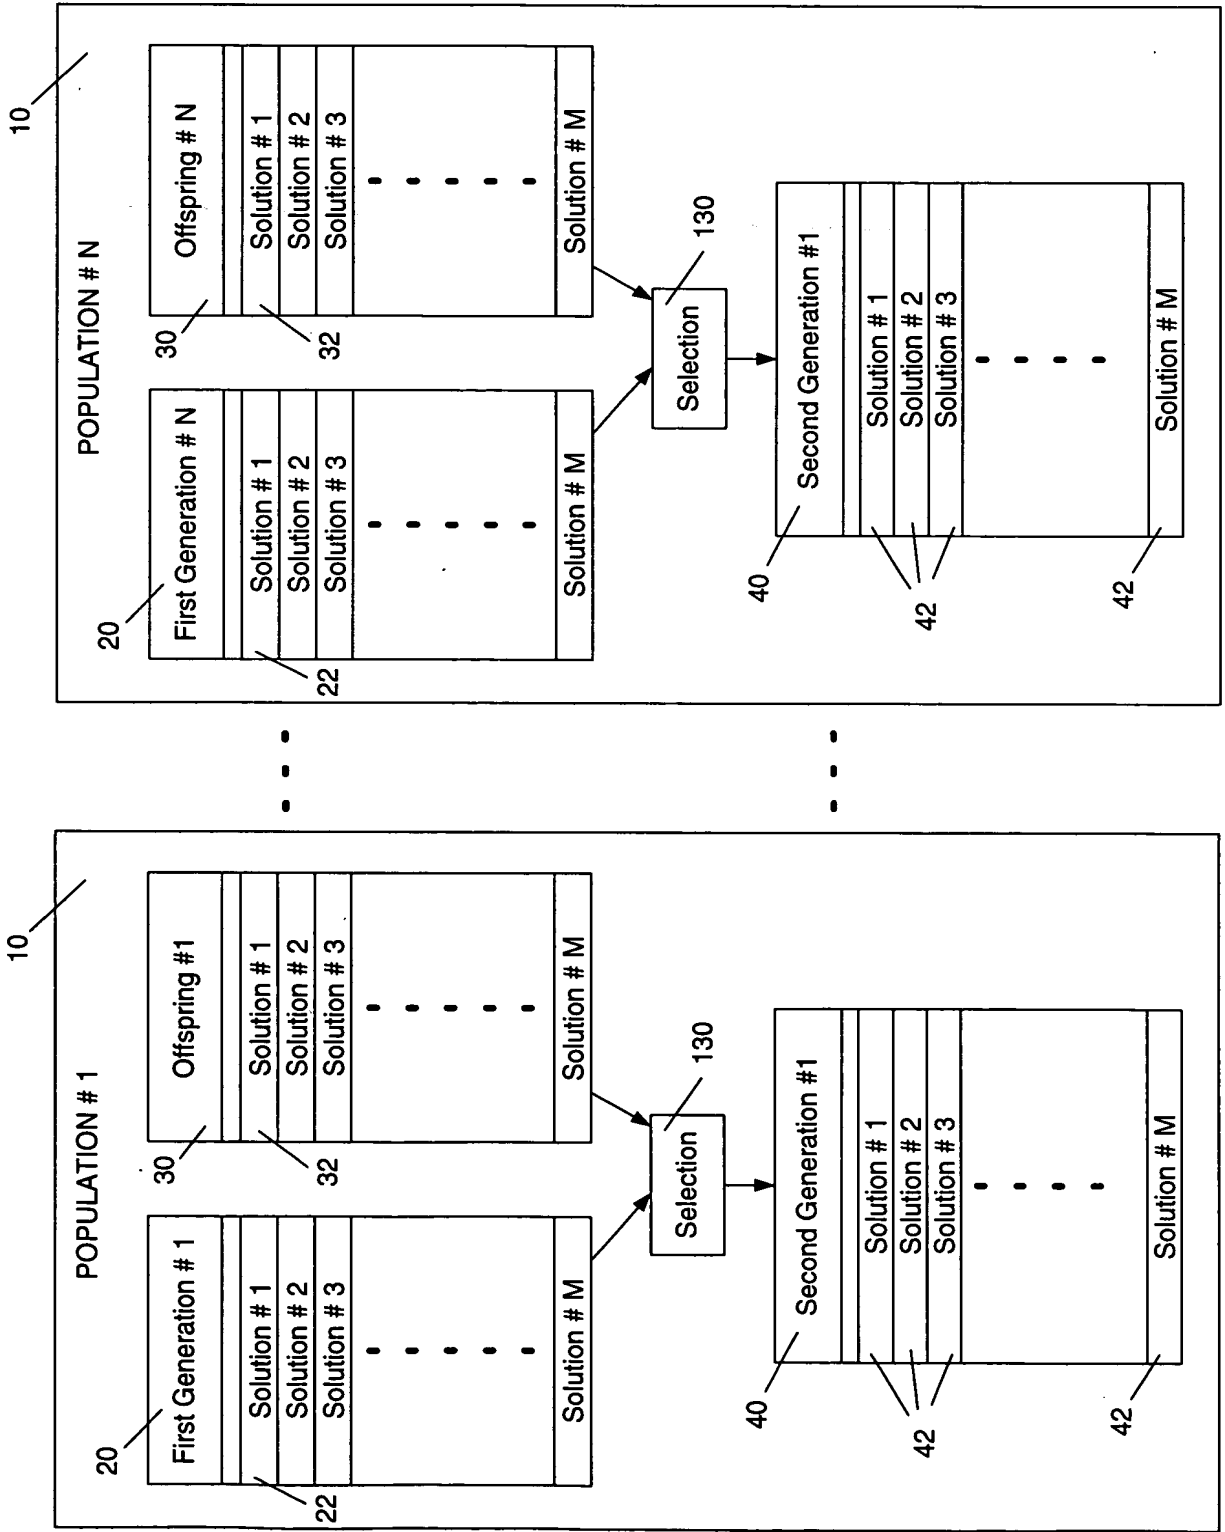 POPULATION # 1
10
20
First Generation # 1
Solution # 1
Solution # 2
Solution # 3
Solution # M
22
30
Offspring #1
Solution # 1
Solution # 2
Solution # 3
Solution # M
32
Selection
130
40
Second Generation #1
Solution # 1
Solution # 2
Solution # 3
Solution # M
42
42
POPULATION # N
10
20
First Generation # N
Solution # 1
Solution # 2
Solution # 3
Solution # M
22
30
Offspring # N
Solution # 1
Solution # 2
Solution # 3
Solution # M
32
Selection
130
40
Second Generation #1
Solution # 1
Solution # 2
Solution # 3
Solution # M
42
42